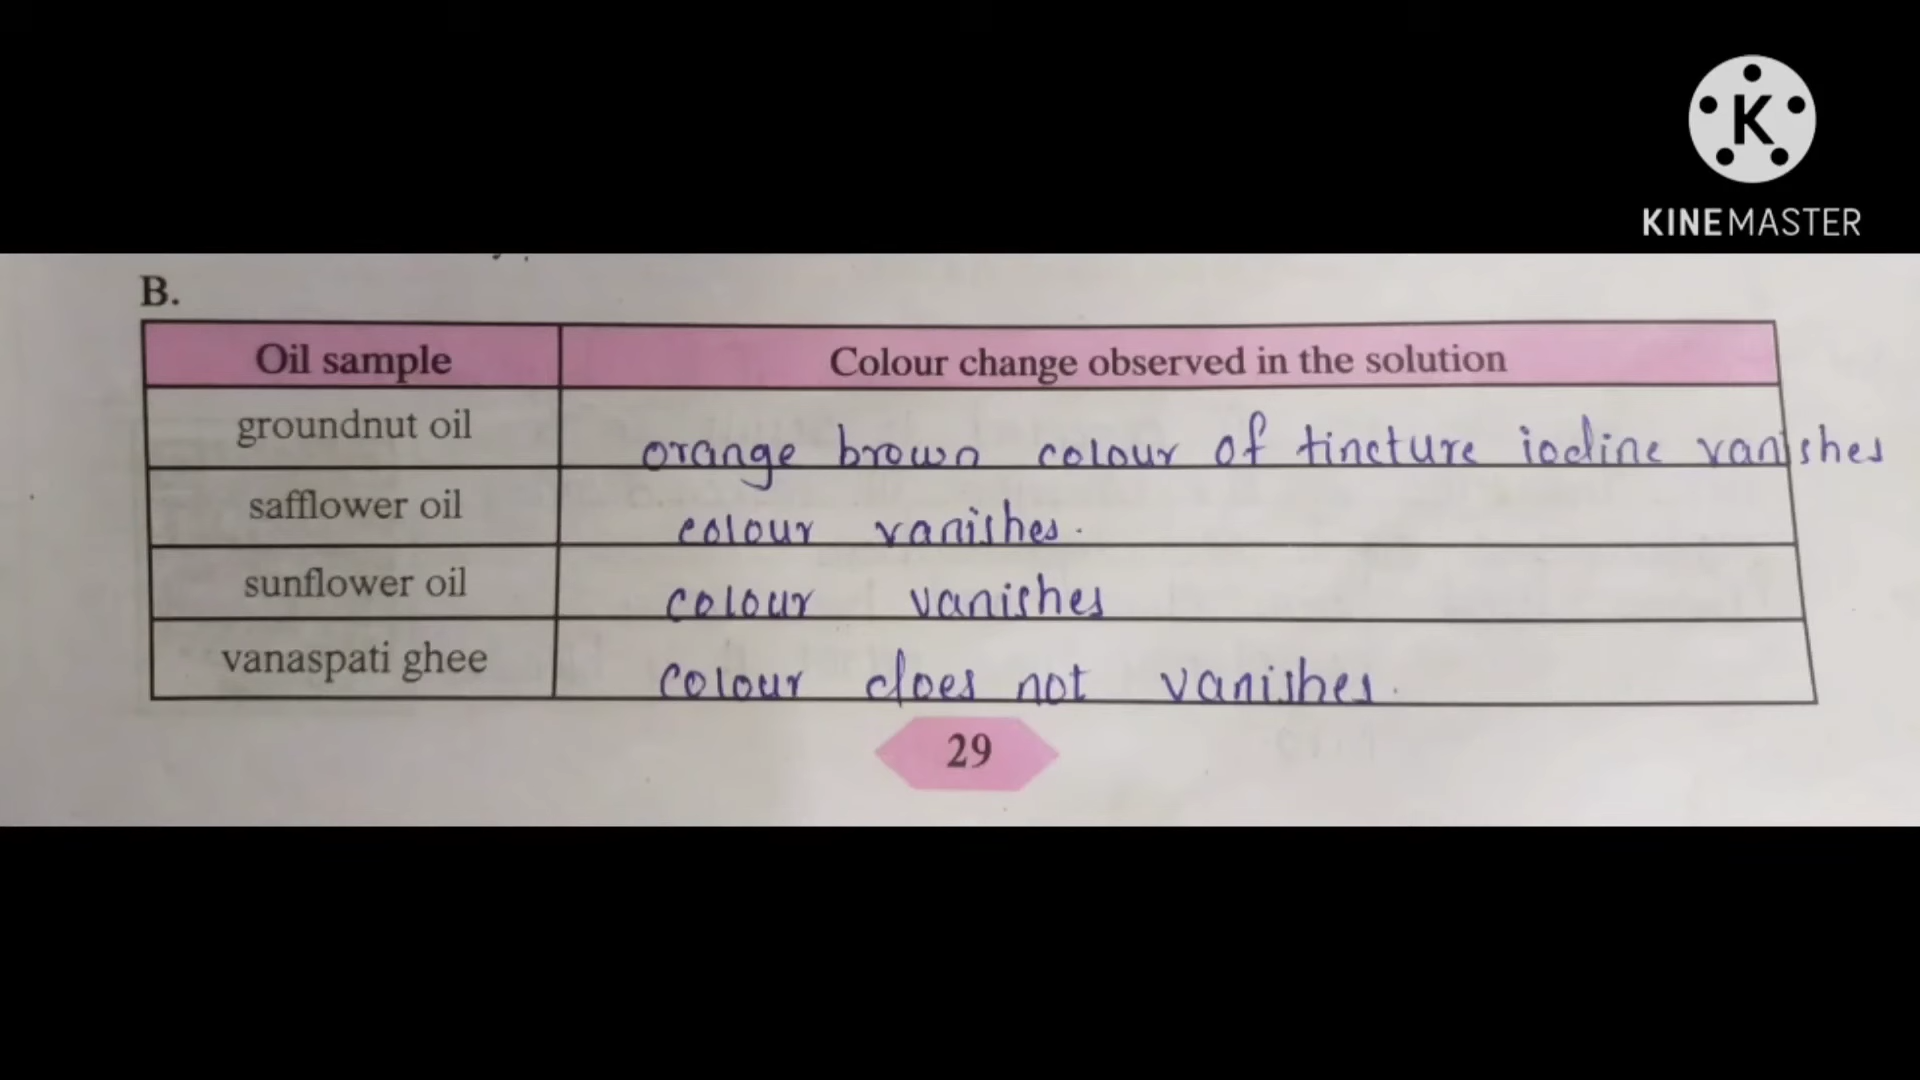 K
KINEMASTER
B.
Oil sample Colour change observed in the solution
groundnut oil orange brown colour of tincture iodine vanishes
safflower oil colour vanishes.
sunflower oil colour vanishes
vanaspati ghee colour does not vanishes.
29